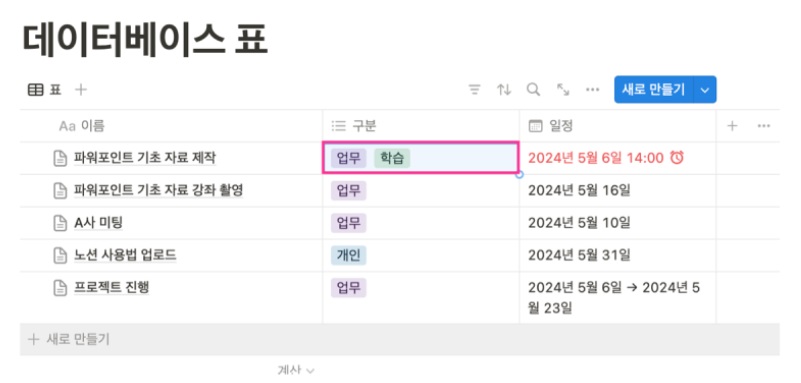 데이터베이스 표
표
새로 만들기
Aa 이름 구분 일정
파워포인트 기초 자료 제작 업무 학습 2024년 5월 6일 14:00
파워포인트 기초 자료 강좌 촬영 업무 2024년 5월 16일
A사 미팅 업무 2024년 5월 10일
노션 사용법 업로드 개인 2024년 5월 31일
프로젝트 진행 업무 2024년 5월 6일 → 2024년 5
월 23일
+ 새로 만들기
계산